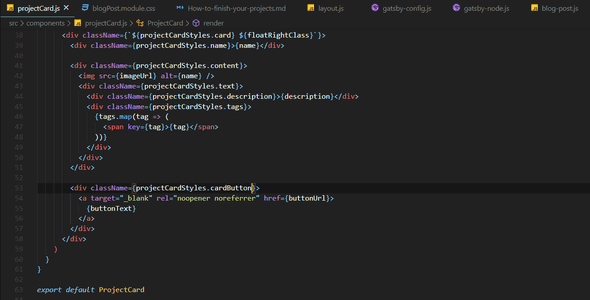 projectCard.js × blogPost.module.css How-to-finish-your-projects.md layout.js gatsby-config.js gatsby-node.js blog-post.js
src > components > projectCard.js > ProjectCard > render
38 <div className={`${projectCardStyles.card} ${floatRightClass}`}>
39 <div className={projectCardStyles.name}>{name}</div>
40
41 <div className={projectCardStyles.content}>
42 <img src={imageUrl} alt={name} />
43 <div className={projectCardStyles.text}>
44 <div className={projectCardStyles.description}>{description}</div>
45 <div className={projectCardStyles.tags}>
46 {tags.map(tag => (
47 <span key={tag}>{tag}</span>
48 ))}
49 </div>
50 </div>
51 </div>
52
53 <div className={projectCardStyles.cardButton}>
54 <a target="_blank" rel="noopener noreferrer" href={buttonUrl}>
55 {buttonText}
56 </a>
57 </div>
58 </div>
59 )
60 }
61 }
62
63 export default ProjectCard